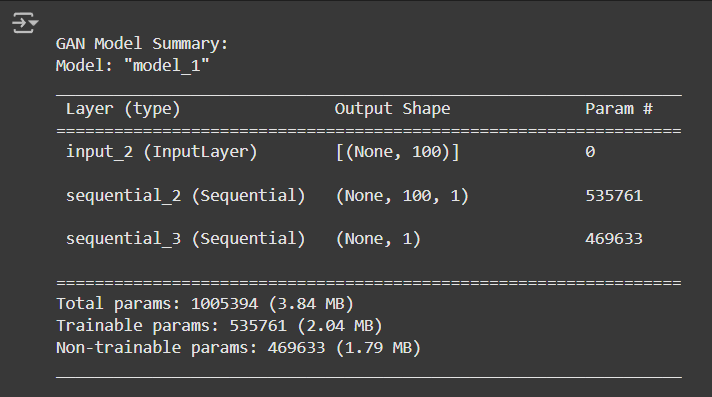 GAN Model Summary:
Model: "model_1"
_________________________________________________________________
Layer (type) Output Shape Param #
=================================================================
input_2 (InputLayer) [(None, 100)] 0
sequential_2 (Sequential) (None, 100, 1) 535761
sequential_3 (Sequential) (None, 1) 469633
=================================================================
Total params: 1005394 (3.84 MB)
Trainable params: 535761 (2.04 MB)
Non-trainable params: 469633 (1.79 MB)
_________________________________________________________________